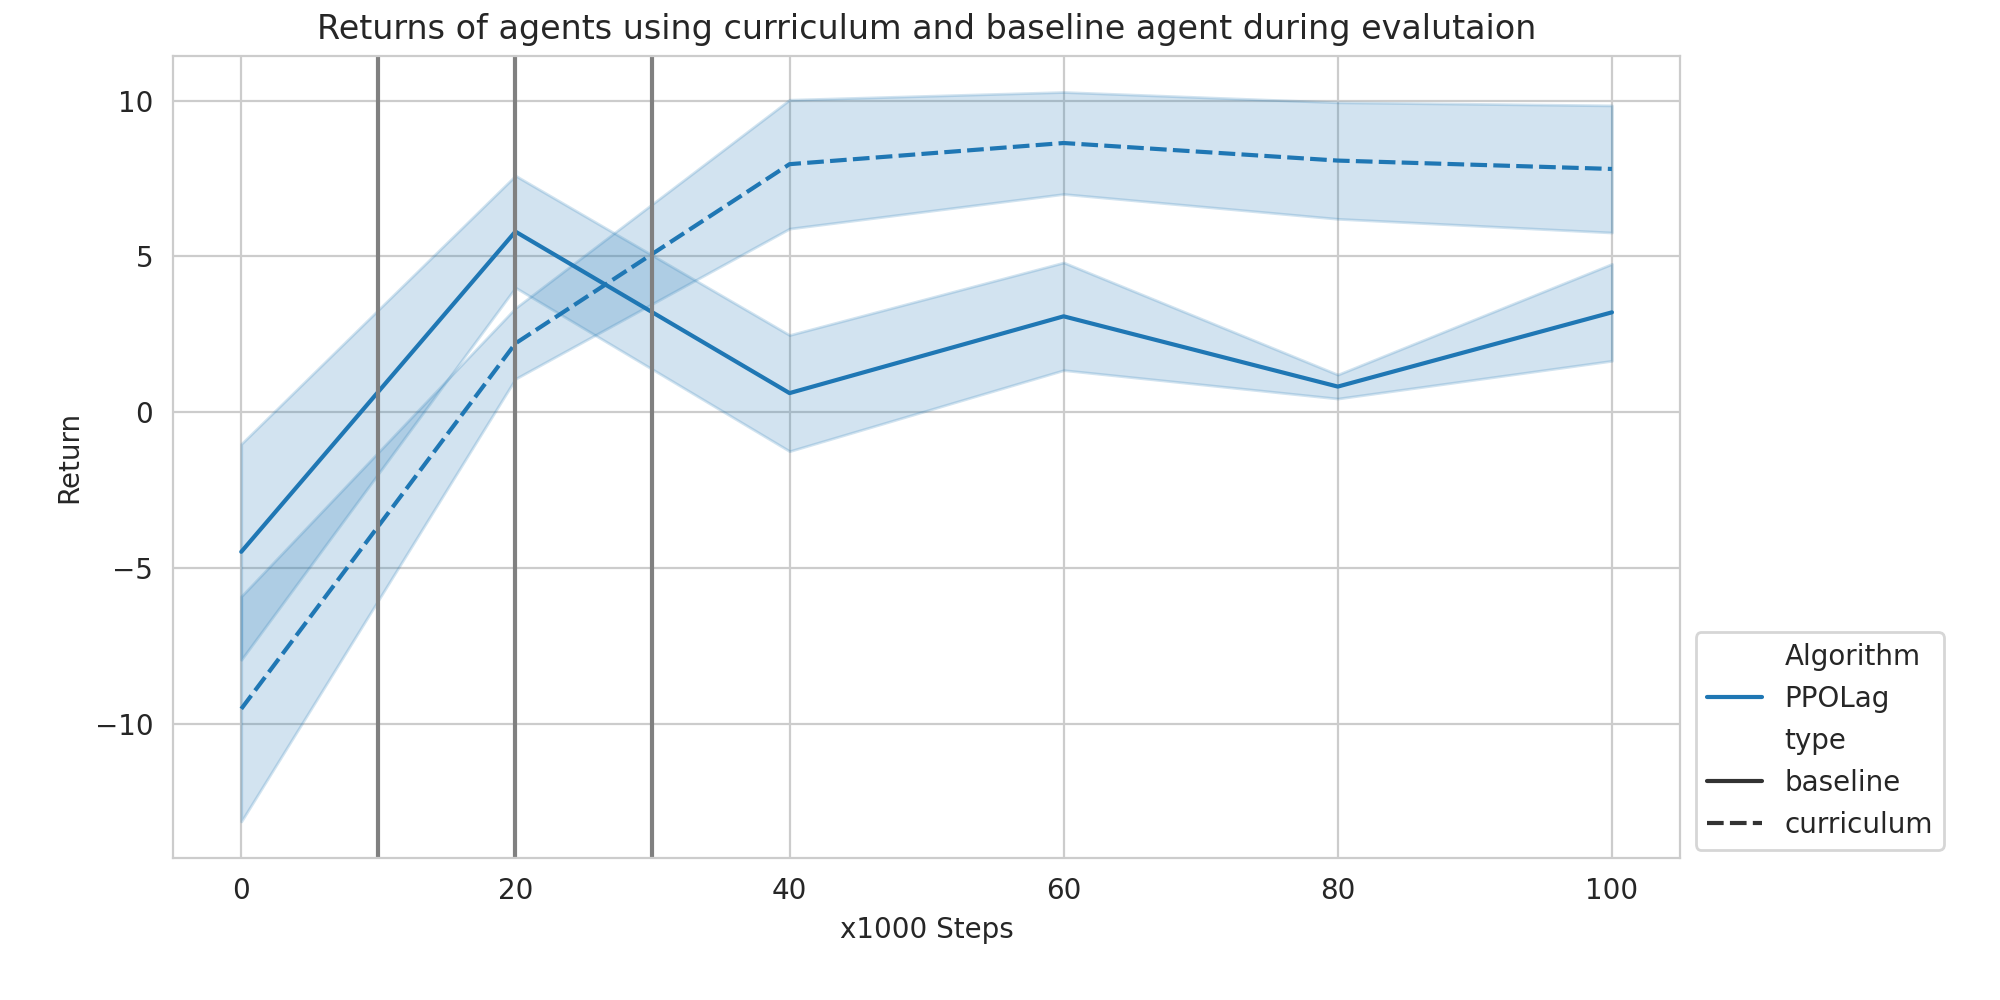 Returns of agents using curriculum and baseline agent during evalutaion
10
5
0
−5
−10
Return
0 20 40 60 80 100
x1000 Steps
Algorithm
PPOLag
type
baseline
curriculum